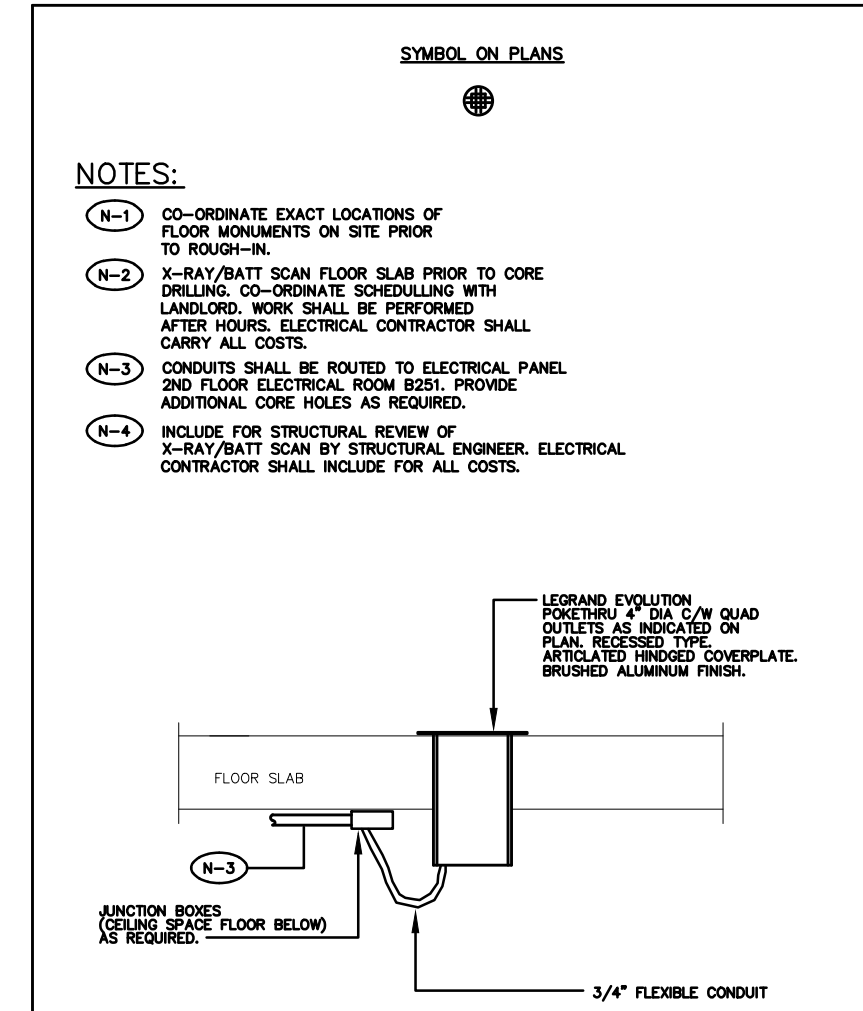 SYMBOL ON PLANS
NOTES:
N-1 CO-ORDINATE EXACT LOCATIONS OF
FLOOR MONUMENTS ON SITE PRIOR
TO ROUGH-IN.
N-2 X-RAY/BATT SCAN FLOOR SLAB PRIOR TO CORE
DRILLING. CO-ORDINATE SCHEDULLING WITH
LANDLORD. WORK SHALL BE PERFORMED
AFTER HOURS. ELECTRICAL CONTRACTOR SHALL
CARRY ALL COSTS.
N-3 CONDUITS SHALL BE ROUTED TO ELECTRICAL PANEL
2ND FLOOR ELECTRICAL ROOM B251. PROVIDE
ADDITIONAL CORE HOLES AS REQUIRED.
N-4 INCLUDE FOR STRUCTURAL REVIEW OF
X-RAY/BATT SCAN BY STRUCTURAL ENGINEER. ELECTRICAL
CONTRACTOR SHALL INCLUDE FOR ALL COSTS.
LEGRAND EVOLUTION
POKETHRU 4" DIA C/W QUAD
OUTLETS AS INDICATED ON
PLAN. RECESSED TYPE.
ARTICLATED HINDGED COVERPLATE.
BRUSHED ALUMINUM FINISH.
FLOOR SLAB
N-3
JUNCTION BOXES
(CEILING SPACE FLOOR BELOW)
AS REQUIRED.
3/4" FLEXIBLE CONDUIT